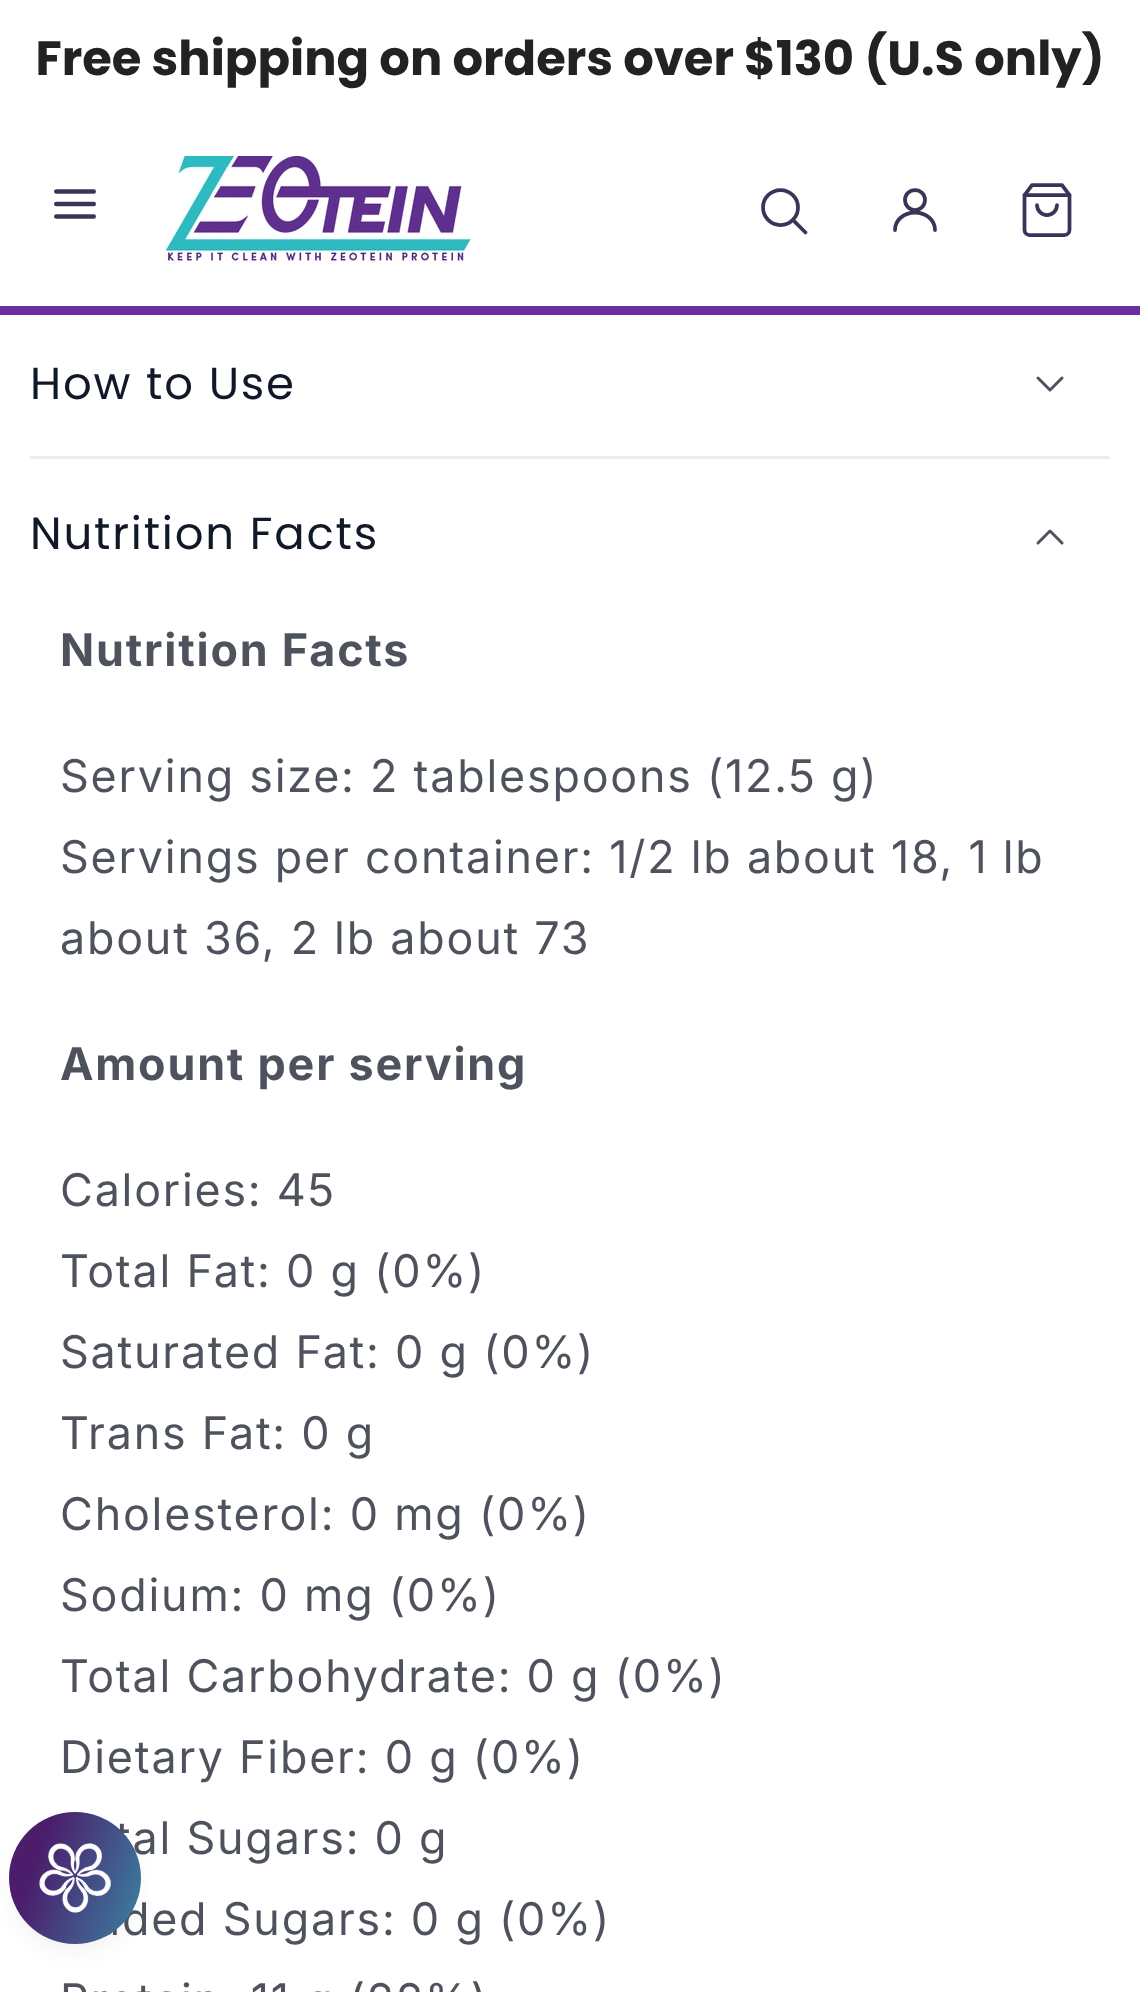 Free shipping on orders over $130 (U.S only)
ZEOTEIN
KEEP IT CLEAN WITH ZEOTEIN PROTEIN
How to Use
Nutrition Facts
Nutrition Facts
Serving size: 2 tablespoons (12.5 g)
Servings per container: 1/2 lb about 18, 1 lb
about 36, 2 lb about 73
Amount per serving
Calories: 45
Total Fat: 0 g (0%)
Saturated Fat: 0 g (0%)
Trans Fat: 0 g
Cholesterol: 0 mg (0%)
Sodium: 0 mg (0%)
Total Carbohydrate: 0 g (0%)
Dietary Fiber: 0 g (0%)
Sugars: 0 g
Sugars: 0 g (0%)
Protein: 11 g